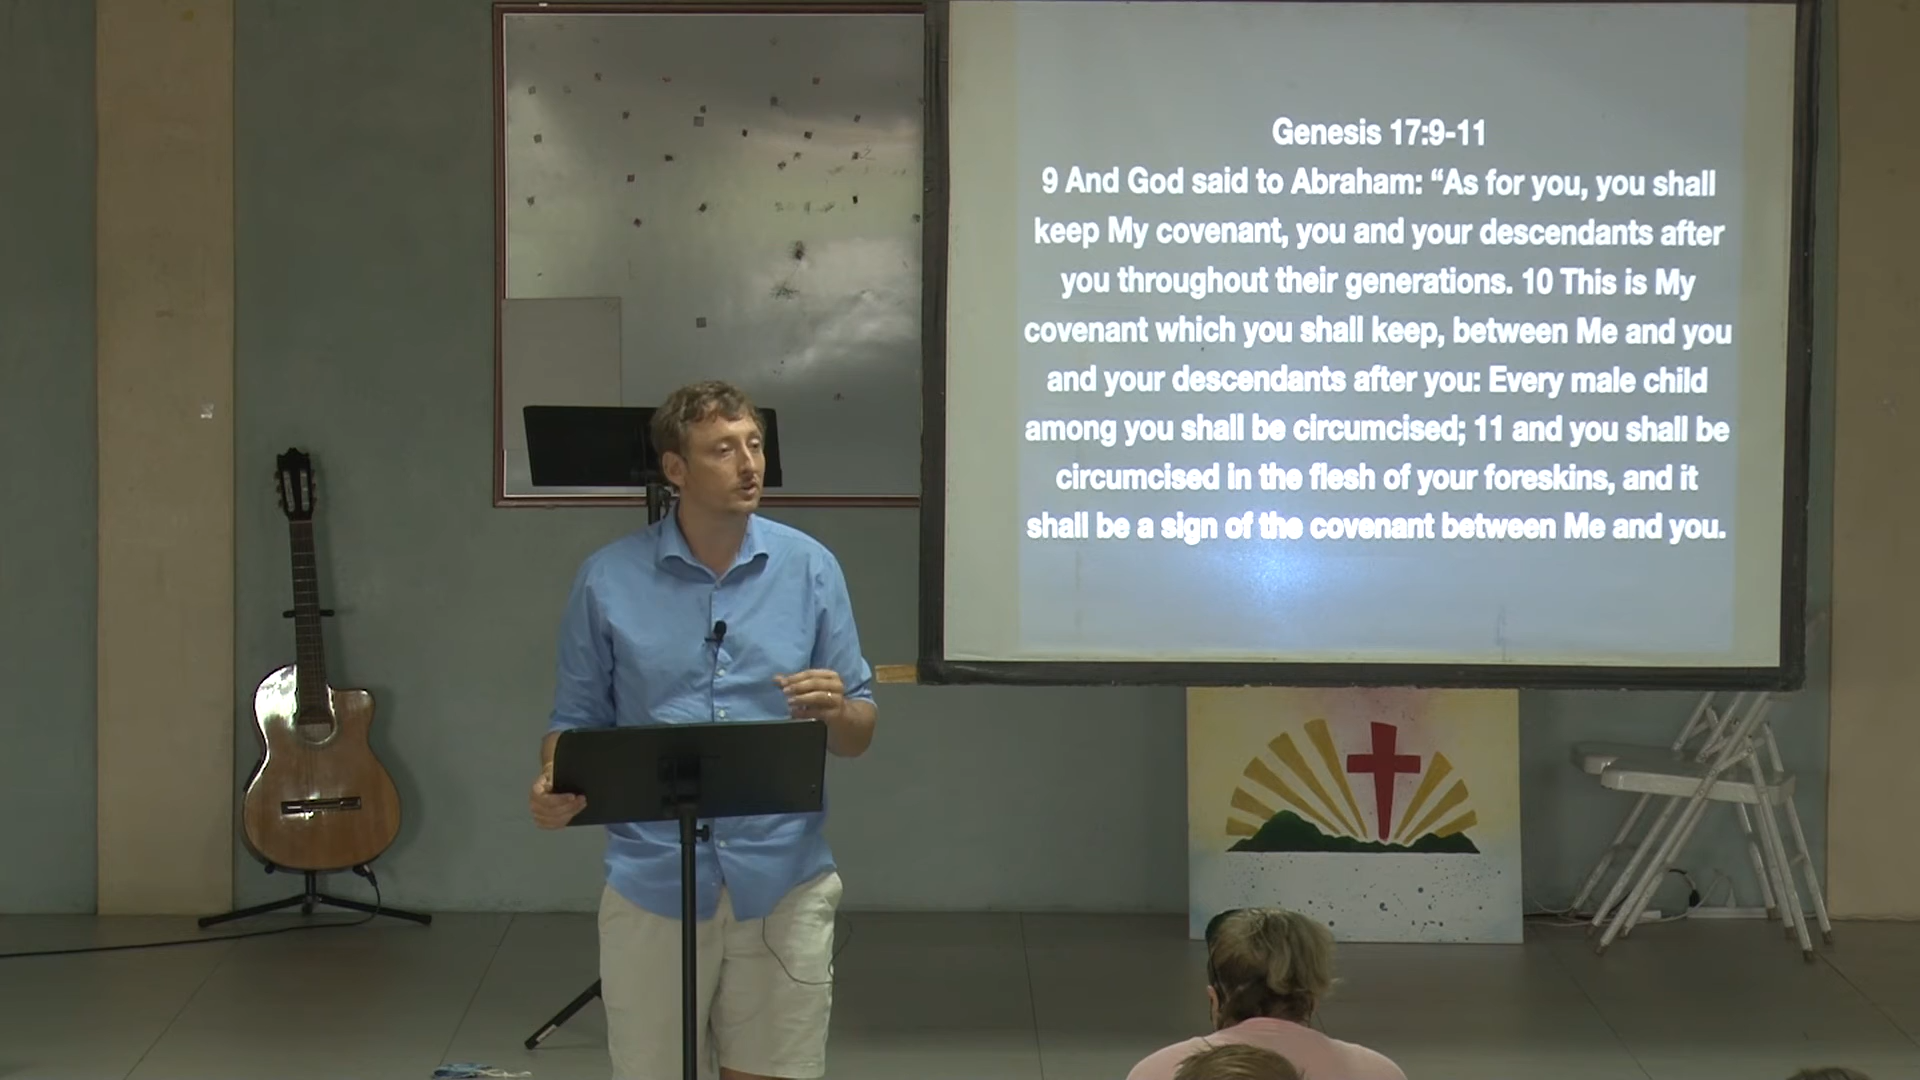 Genesis 17:9-11
9 And God said to Abraham: “As for you, you shall
keep My covenant, you and your descendants after
you throughout their generations. 10 This is My
covenant which you shall keep, between Me and you
and your descendants after you: Every male child
among you shall be circumcised; 11 and you shall be
circumcised in the flesh of your foreskins, and it
shall be a sign of the covenant between Me and you.